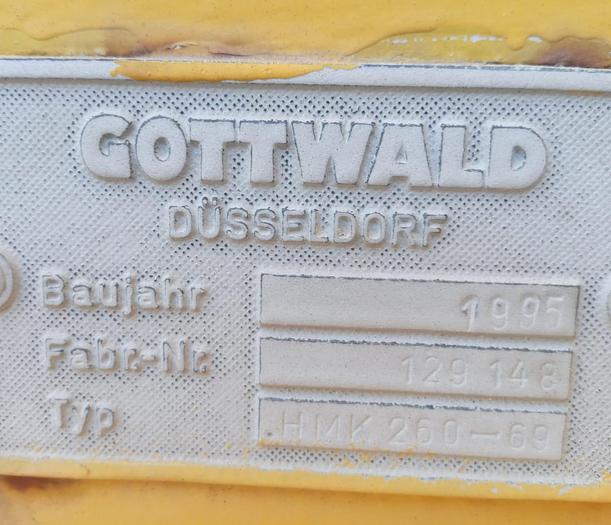 GOTTWALD
DÜSSELDORF
Baujahr 1995
Fabr.-Nr. 129 148
Typ HMK 260-69